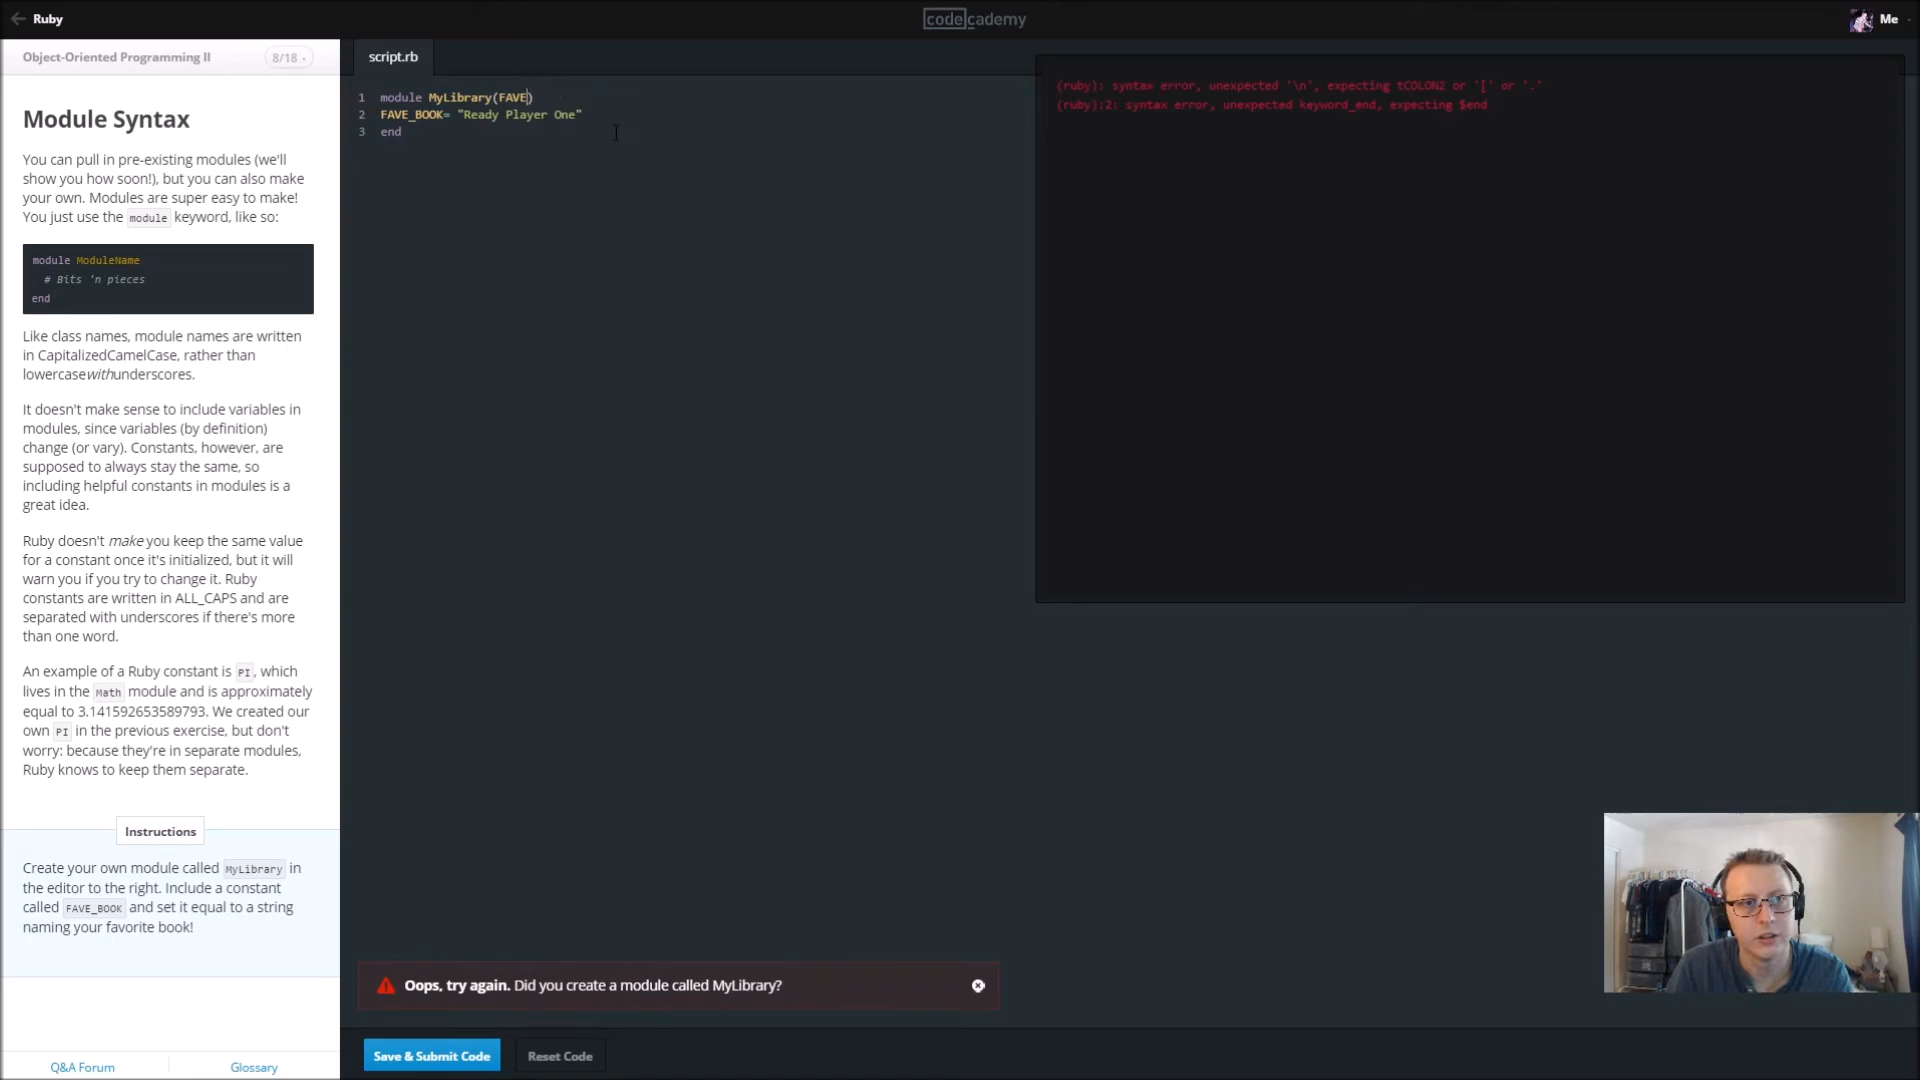 Ruby
codecademy
Me
Object-Oriented Programming II
8/18
script.rb
Module Syntax
You can pull in pre-existing modules (we'll
show you how soon!), but you can also make
your own. Modules are super easy to make!
You just use the module keyword, like so:
module ModuleName
# Bits 'n pieces
end
Like class names, module names are written
in CapitalizedCamelCase, rather than
lowercasewithunderscores.
It doesn't make sense to include variables in
modules, since variables (by definition)
change (or vary). Constants, however, are
supposed to always stay the same, so
including helpful constants in modules is a
great idea.
Ruby doesn't make you keep the same value
for a constant once it's initialized, but it will
warn you if you try to change it. Ruby
constants are written in ALL_CAPS and are
separated with underscores if there's more
than one word.
An example of a Ruby constant is PI, which
lives in the Math module and is approximately
equal to 3.141592653589793. We created our
own PI in the previous exercise, but don't
worry: because they're in separate modules,
Ruby knows to keep them separate.
Instructions
Create your own module called MyLibrary in
the editor to the right. Include a constant
called FAVE_BOOK and set it equal to a string
naming your favorite book!
Q&A Forum
Glossary
1 module MyLibrary(FAVE)
2 FAVE_BOOK= "Ready Player One"
3 end
(ruby): syntax error, unexpected '\n', expecting tCOLON2 or '[' or '.'
(ruby):2: syntax error, unexpected keyword_end, expecting $end
Oops, try again. Did you create a module called MyLibrary?
Save & Submit Code
Reset Code